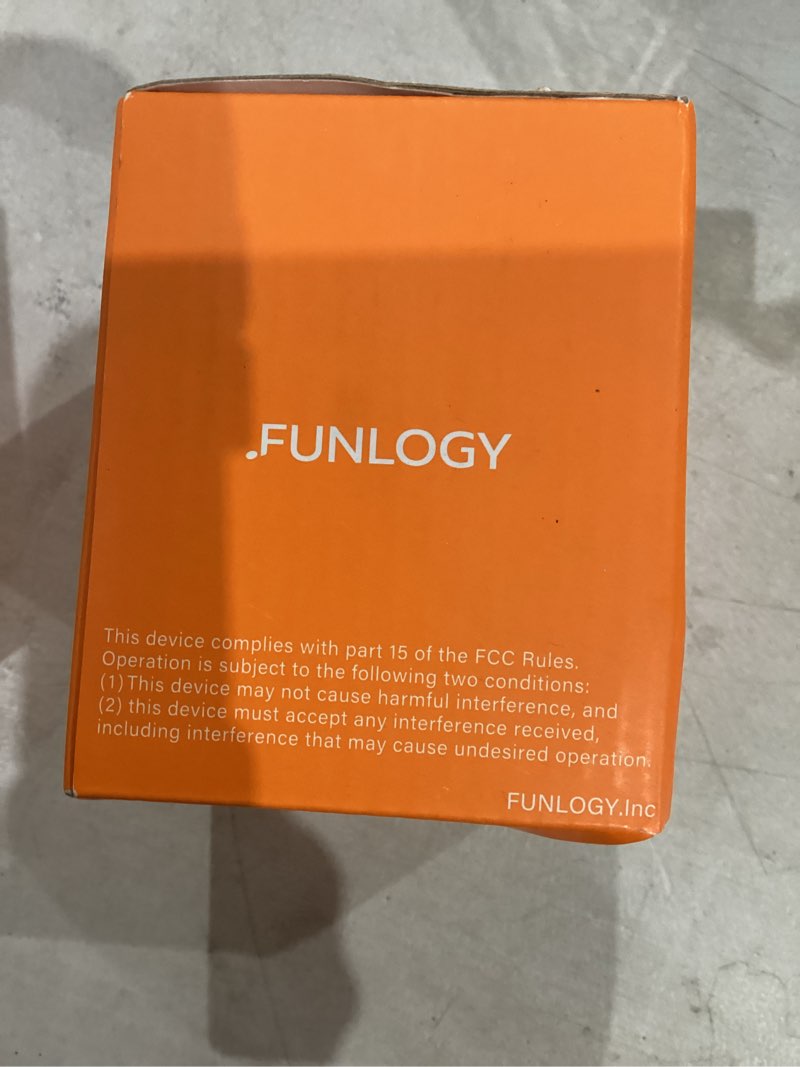 .FUNLOGY
This device complies with part 15 of the FCC Rules.
Operation is subject to the following two conditions:
(1)This device may not cause harmful interference, and
(2) this device must accept any interference received,
including interference that may cause undesired operation.
FUNLOGY.Inc